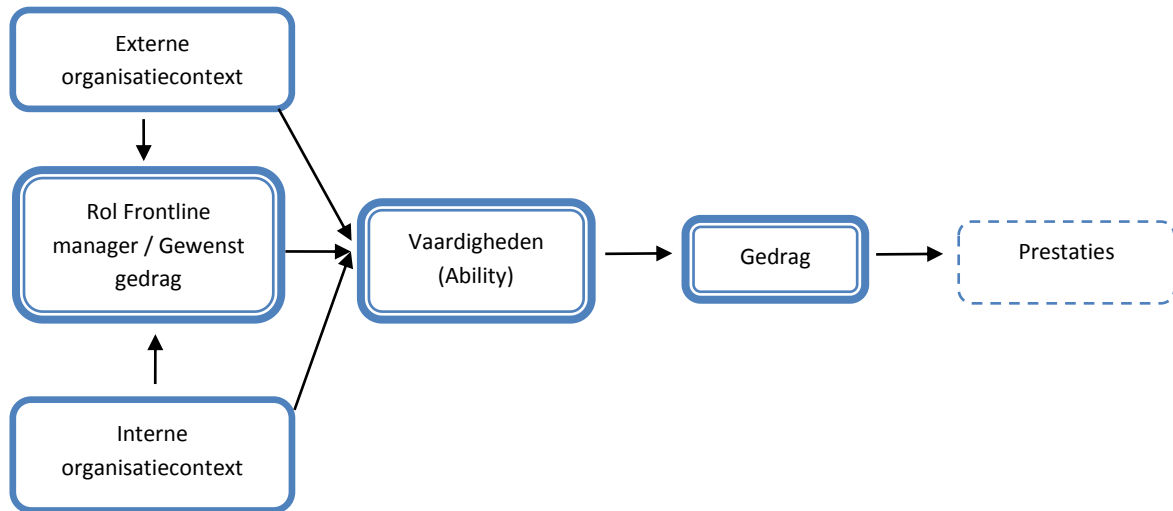 Externe
organisatiecontext
Rol Frontline
manager / Gewenst
gedrag
Vaardigheden
(Ability)
Gedrag
Prestaties
Interne
organisatiecontext